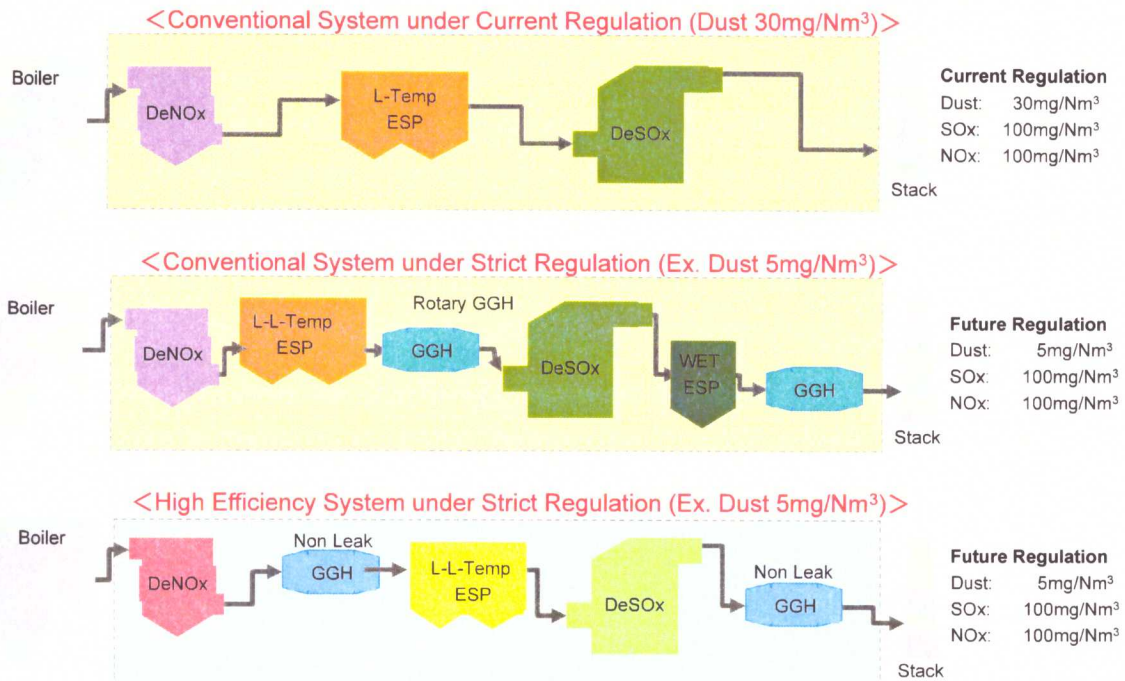 <Conventional System under Current Regulation (Dust 30mg/Nm³)>
Boiler
DeNOx
L-Temp
ESP
DeSOx
Stack
Current Regulation
Dust: 30mg/Nm³
SOx: 100mg/Nm³
NOx: 100mg/Nm³
<Conventional System under Strict Regulation (Ex. Dust 5mg/Nm³)>
Boiler
DeNOx
L-L-Temp
ESP
Rotary GGH
GGH
DeSOx
WET
ESP
GGH
Stack
Future Regulation
Dust: 5mg/Nm³
SOx: 100mg/Nm³
NOx: 100mg/Nm³
<High Efficiency System under Strict Regulation (Ex. Dust 5mg/Nm³)>
Boiler
DeNOx
Non Leak
GGH
L-L-Temp
ESP
DeSOx
Non Leak
GGH
Stack
Future Regulation
Dust: 5mg/Nm³
SOx: 100mg/Nm³
NOx: 100mg/Nm³